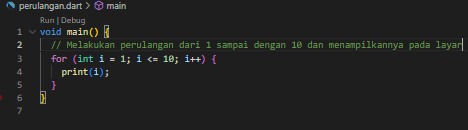 perulangan.dart > main
Run | Debug
1 void main() {
2 // Melakukan perulangan dari 1 sampai dengan 10 dan menampilkannya pada layar
3 for (int i = 1; i <= 10; i++) {
4 print(i);
5 }
6 }
7